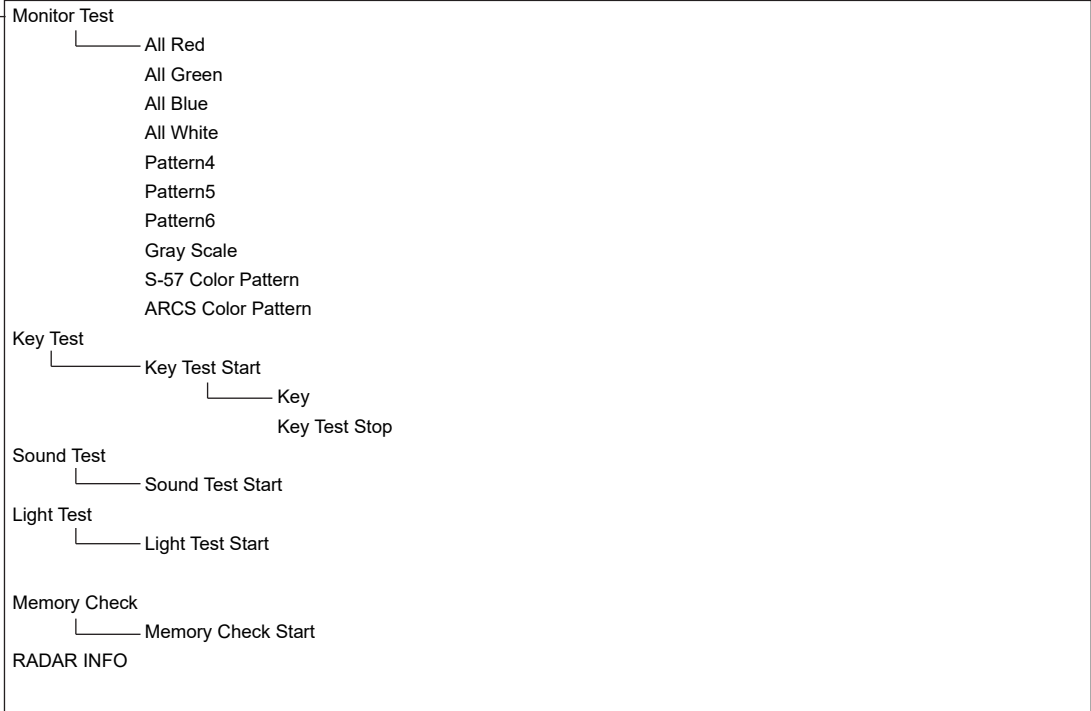 Monitor Test
All Red
All Green
All Blue
All White
Pattern4
Pattern5
Pattern6
Gray Scale
S-57 Color Pattern
ARCS Color Pattern
Key Test
Key Test Start
Key
Key Test Stop
Sound Test
Sound Test Start
Light Test
Light Test Start
Memory Check
Memory Check Start
RADAR INFO